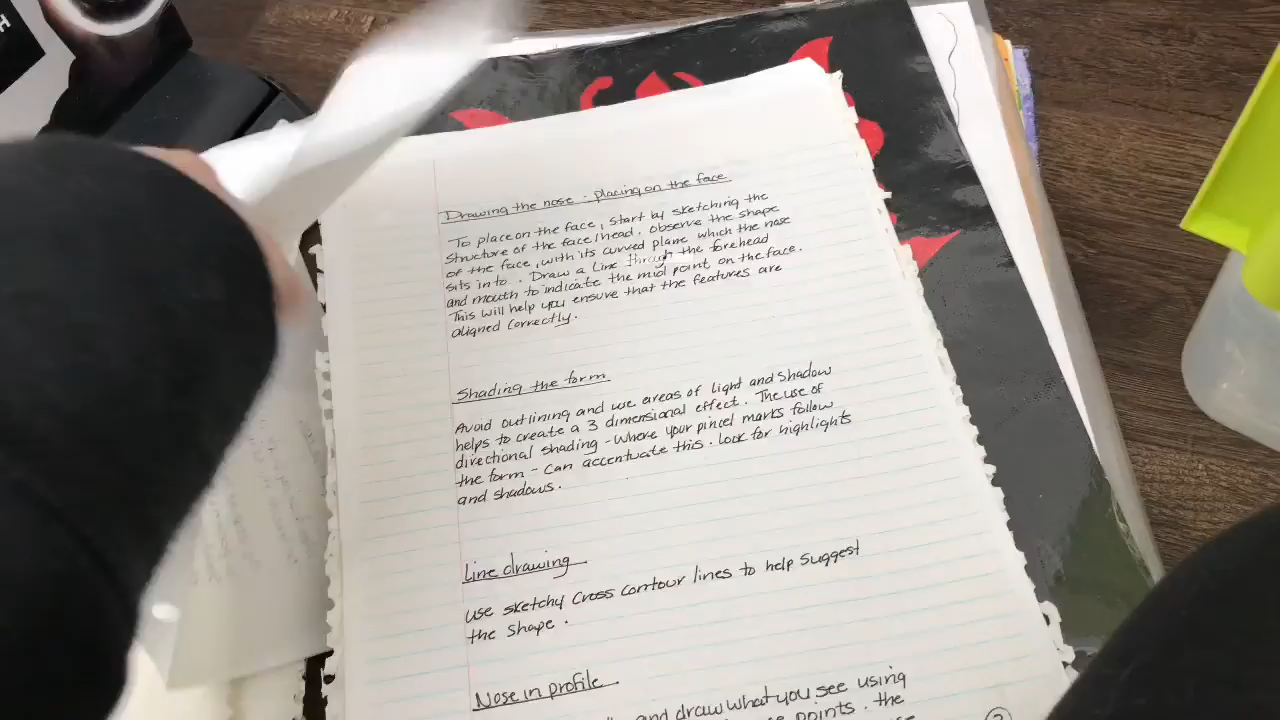 Drawing the nose - placing on the face
To place on the face, start by sketching the
structure of the face/head. observe the shape
of the face, with its curved plane which the nose
sits into. Draw a line through the forehead
and mouth to indicate the mid point on the face.
This will help you ensure that the features are
aligned correctly.
Shading the form
Avoid outlining and use areas of light and shadow
helps to create a 3 dimensional effect. The use of
directional shading - where your pincel marks follow
the form - can accentuate this. look for highlights
and shadows.
Line drawing
use sketchy cross contour lines to help suggest
the shape.
Nose in profile
and draw what you see using
points. the
2
H